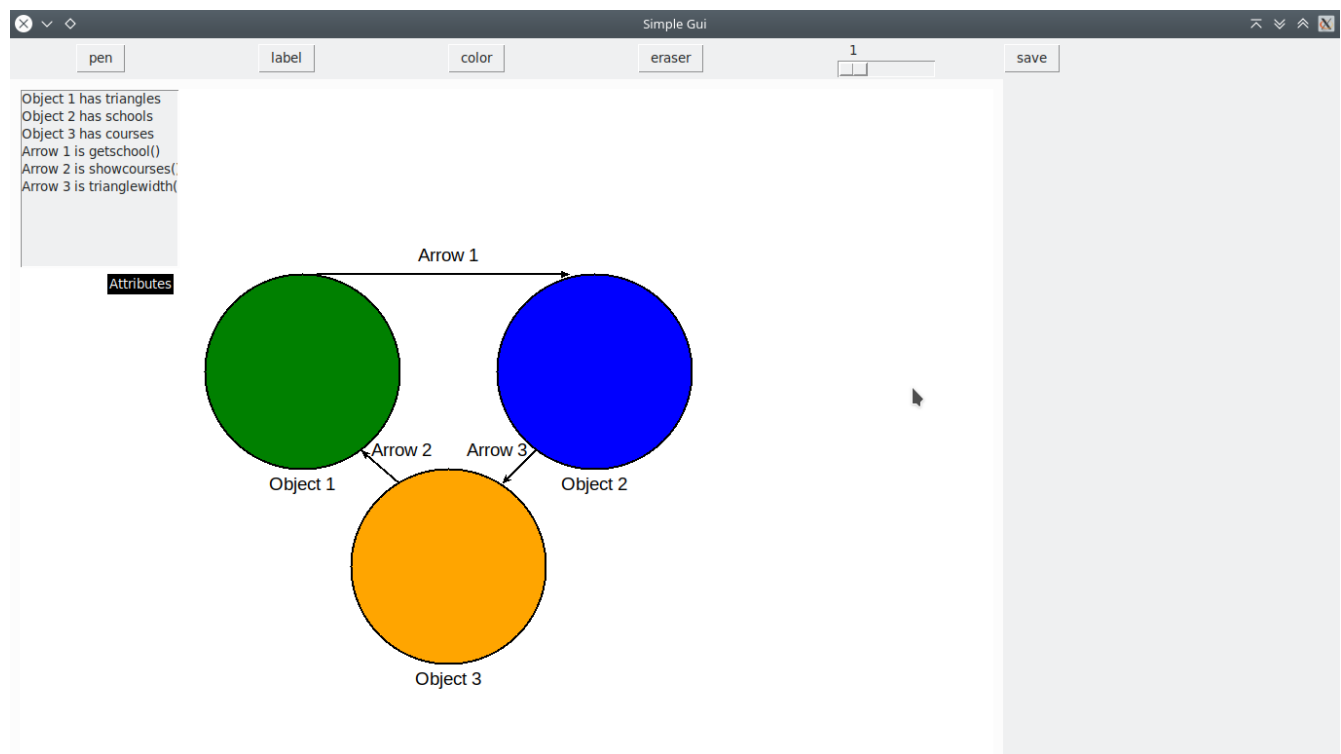 Simple Gui
pen label color eraser 1 save
Object 1 has triangles
Object 2 has schools
Object 3 has courses
Arrow 1 is getschool()
Arrow 2 is showcourses(
Arrow 3 is trianglewidth(
Attributes
Arrow 1
Arrow 2 Arrow 3
Object 1 Object 2
Object 3